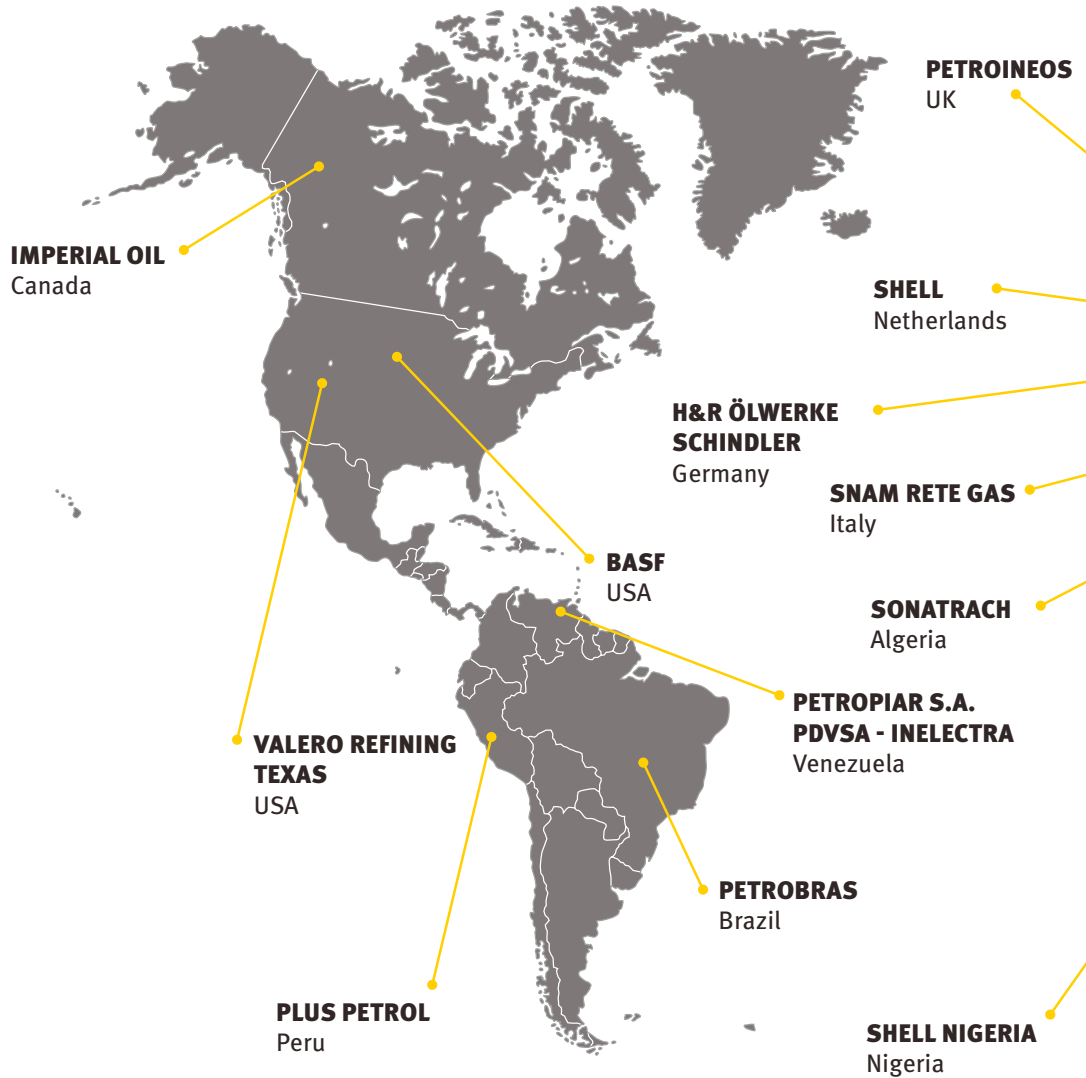 PETROINEOS
UK
IMPERIAL OIL
Canada
SHELL
Netherlands
H&R ÖLWERKE
SCHINDLER
Germany
SNAM RETE GAS
Italy
BASF
USA
SONATRACH
Algeria
PETROPIAR S.A.
PDVSA - INELECTRA
Venezuela
VALERO REFINING
TEXAS
USA
PETROBRAS
Brazil
PLUS PETROL
Peru
SHELL NIGERIA
Nigeria